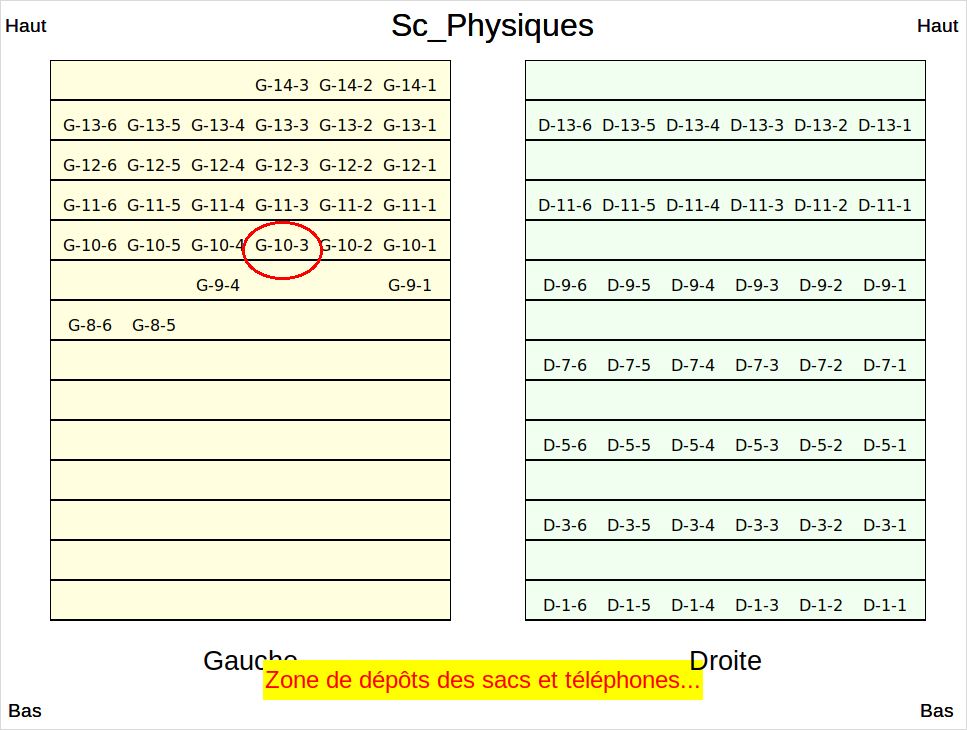 Haut Sc_Physiques Haut
G-14-3 G-14-2 G-14-1
G-13-6 G-13-5 G-13-4 G-13-3 G-13-2 G-13-1 D-13-6 D-13-5 D-13-4 D-13-3 D-13-2 D-13-1
G-12-6 G-12-5 G-12-4 G-12-3 G-12-2 G-12-1
G-11-6 G-11-5 G-11-4 G-11-3 G-11-2 G-11-1 D-11-6 D-11-5 D-11-4 D-11-3 D-11-2 D-11-1
G-10-6 G-10-5 G-10-4 G-10-3 G-10-2 G-10-1
G-9-4 G-9-1 D-9-6 D-9-5 D-9-4 D-9-3 D-9-2 D-9-1
G-8-6 G-8-5
D-7-6 D-7-5 D-7-4 D-7-3 D-7-2 D-7-1
D-5-6 D-5-5 D-5-4 D-5-3 D-5-2 D-5-1
D-3-6 D-3-5 D-3-4 D-3-3 D-3-2 D-3-1
D-1-6 D-1-5 D-1-4 D-1-3 D-1-2 D-1-1
Gauche Droite
Zone de dépôts des sacs et téléphones...
Bas Bas